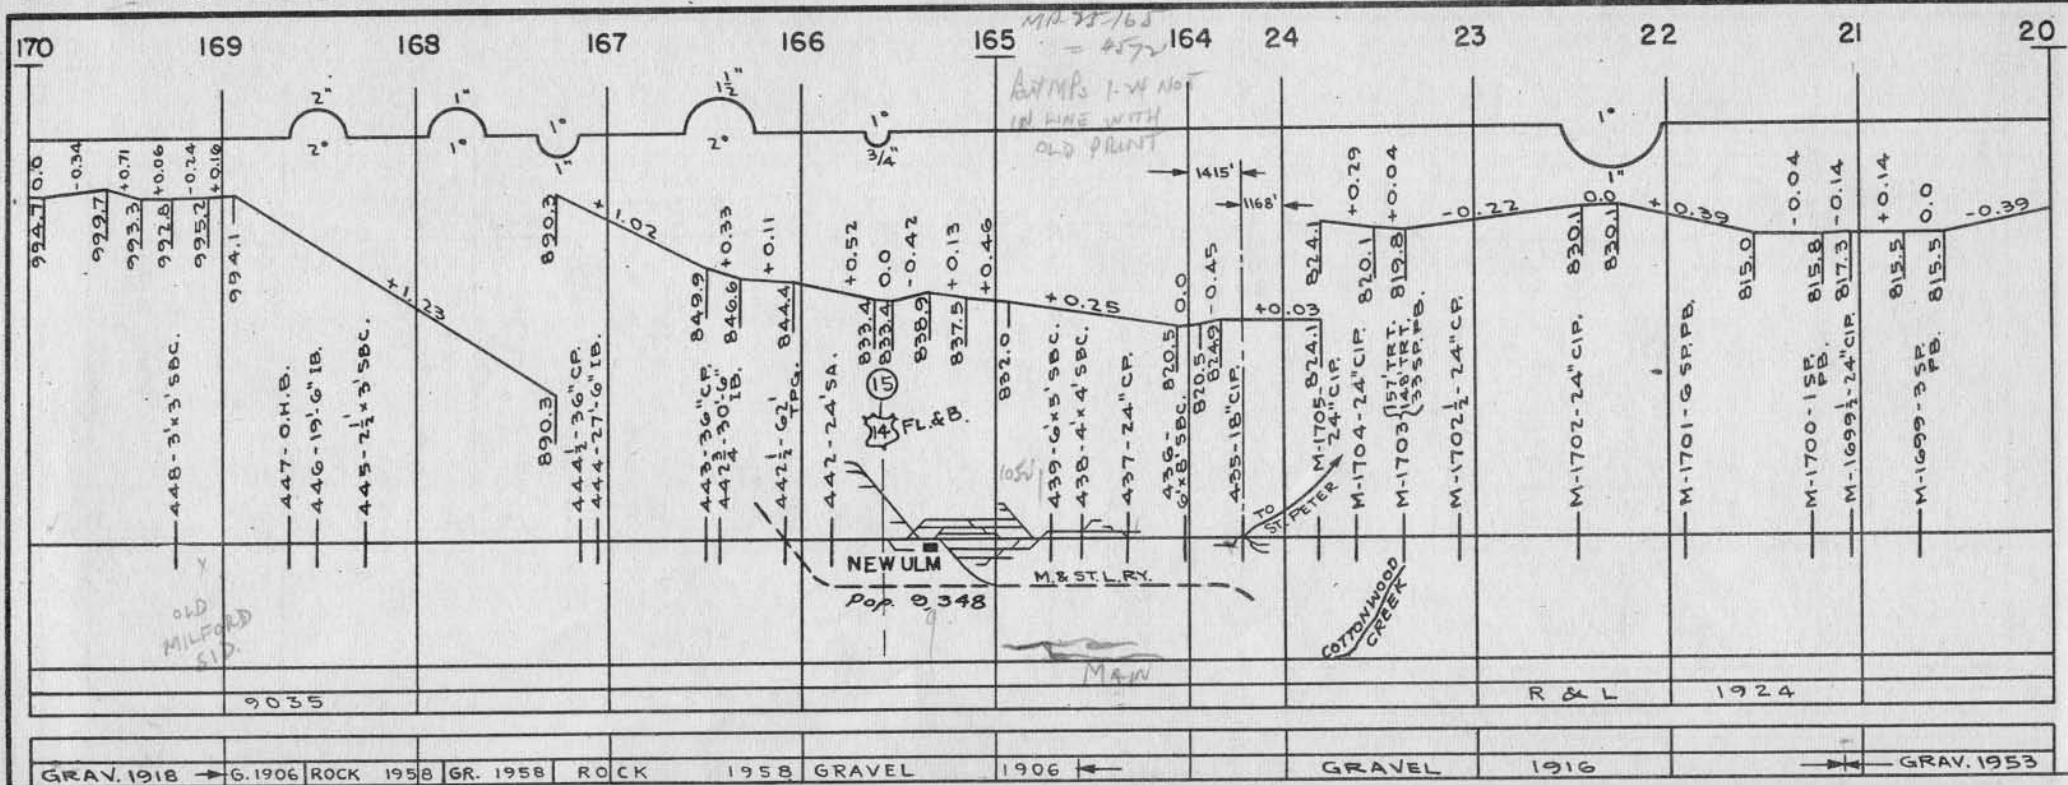 170 169 168 167 166 165 164 24 23 22 21 20
= 4572
NOT
IN LINE WITH
OLD PRINT
2" 1" 1° 1½" 1° 1°
2° 1° 1" 2° 3/4" 1"
1415'
1168'
0.0 -0.34 +0.71 +0.06 -0.24 +0.16
994.7 999.7 993.3 992.8 995.2 994.1
+1.23
890.3
890.3
+1.02
+0.33 +0.11 +0.52 0.0 -0.42 +0.13 +0.46
849.9 846.6 844.4 833.4 833.4 838.9 837.5 832.0
+0.25
0.0 -0.45
820.5 820.5 824.9
+0.03
824.1
824.1
+0.29 +0.04
820.1 819.8
-0.22
0.0
830.1 830.1
+0.39
-0.04 -0.14 +0.14 0.0
815.0 815.8 817.3 815.5 815.5
-0.39
448-3'x3' SBC.
447-O.H.B.
446-19'-6" IB.
445-2½'x3' SBC.
444½-36"CP.
444-27'-6" IB.
443-36"CP.
442¾-30'-6"
IB.
442½-62'
TPG.
442-24'SA.
15
14
FL.&B.
439-6'x3' SBC.
438-4'x4' SBC.
437-24"CP.
436-
6'x8' SBC.
435-18"CIP.
TO
ST. PETER
M-1705-
24"CIP.
M-1704-24"CIP.
M-1703 (157'TRT.
148'TRT.
(33SP.PB.
M-1702½-24"CP.
M-1702-24"CIP.
M-1701-6 SP.PB.
M-1700-1 SP.
PB.
M-1699½-24"CIP.
M-1699-3 SP.
PB.
NEW ULM
M.& ST. L. RY.
Pop. 9,348
COTTONWOOD
CREEK
OLD
MILFORD
SID.
MAIN
9035 R & L 1924
GRAV. 1918 G. 1906 ROCK 1958 GR. 1958 ROCK 1958 GRAVEL 1906 GRAVEL 1916 GRAV. 1953